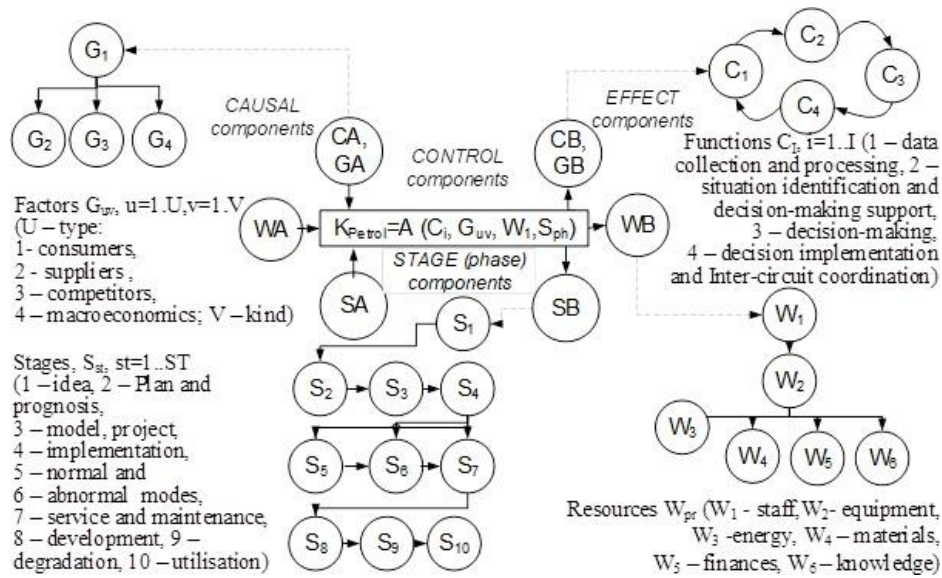 G1
G2
G3
G4
CAUSAL
components
CA,
GA
CONTROL
components
EFFECT
components
CB,
GB
C1
C2
C3
C4
Functions CI, i=1..I (1 – data
collection and processing, 2 –
situation identification and
decision-making support,
3 – decision-making,
4 – decision implementation
and Inter-circuit coordination)
Factors Guv, u=1.U,v=1.V
(U – type:
1- consumers,
2 - suppliers ,
3 – competitors,
4 – macroeconomics; V – kind)
WA
KPetrol=A (Ci, Guv, W1,Sph)
WB
STAGE (phase)
components
SA
SB
S1
S2
S3
S4
S5
S6
S7
S8
S9
S10
Stages, Sst, st=1..ST
(1 – idea, 2 – Plan and
prognosis,
3 – model, project,
4 – implementation,
5 – normal and
6 – abnormal modes,
7 – service and maintenance,
8 – development, 9 –
degradation, 10 – utilisation)
W1
W2
W3
W4
W5
W6
Resources Wpr (W1 - staff,W2- equipment,
W3 -energy, W4 – materials,
W5 – finances, W6 – knowledge)